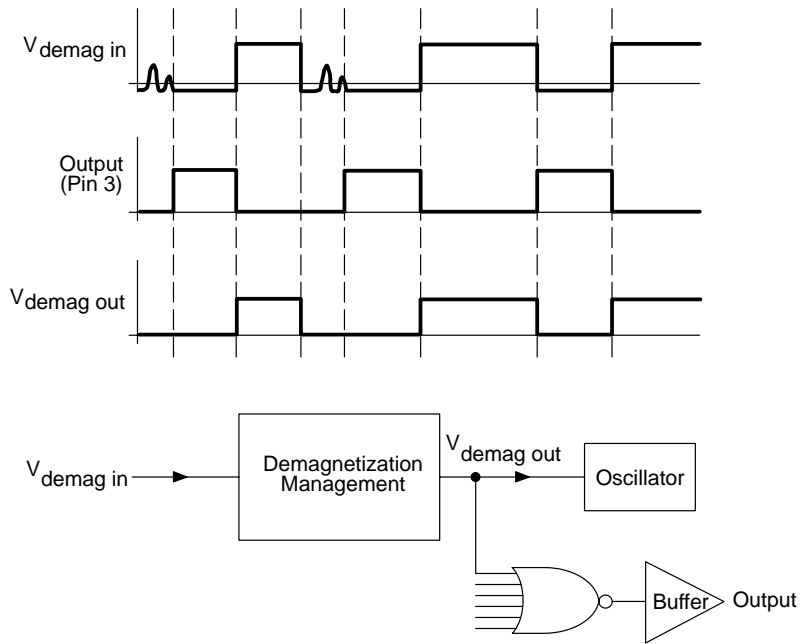 V demag in
Output
(Pin 3)
V demag out
V demag in
Demagnetization
Management
V demag out
Oscillator
Buffer
Output